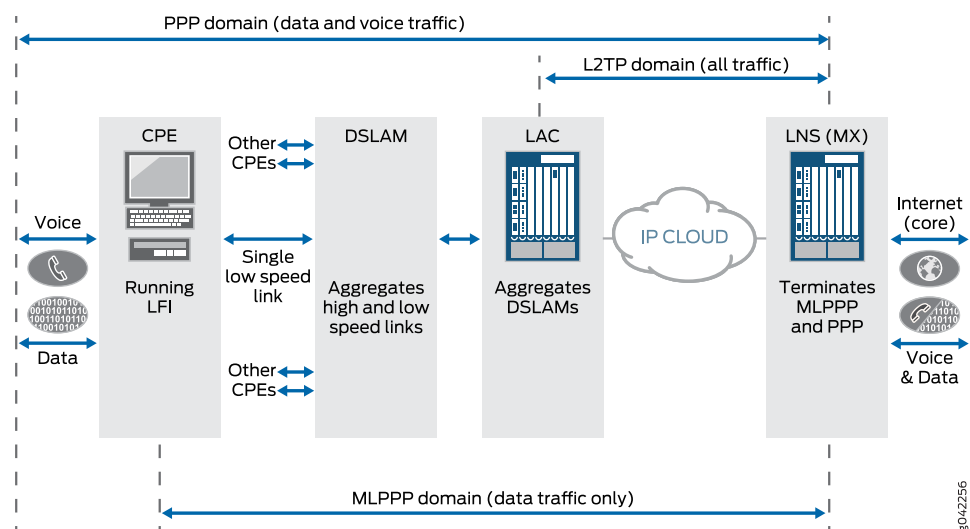 PPP domain (data and voice traffic)
L2TP domain (all traffic)
CPE
DSLAM
LAC
LNS (MX)
Other
CPEs
Voice
Single
low speed
link
IP CLOUD
Internet
(core)
Running
LFI
Aggregates
high and low
speed links
Aggregates
DSLAMs
Terminates
MLPPP
and PPP
Data
Voice
& Data
Other
CPEs
MLPPP domain (data traffic only)
g042256